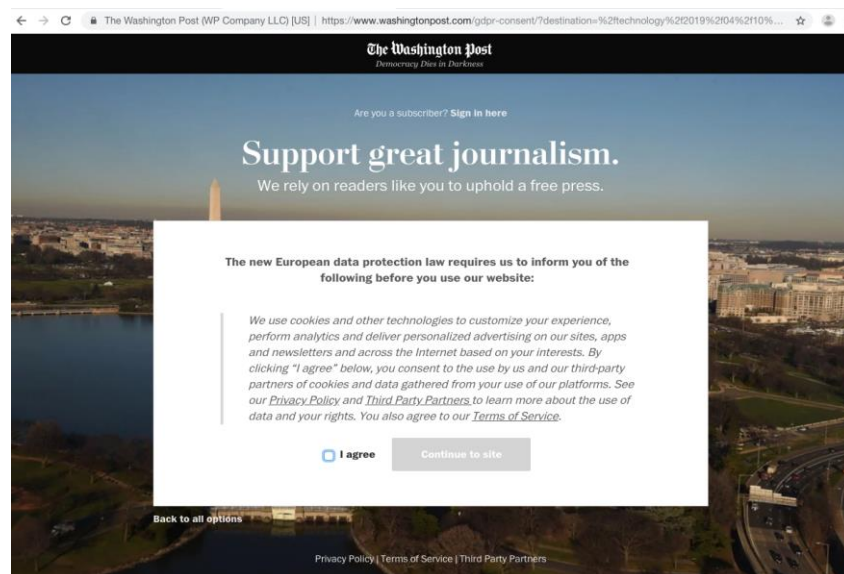 The Washington Post (WP Company LLC) [US] | https://www.washingtonpost.com/gdpr-consent/?destination=%2ftechnology%2f2019%2f04%2f10%...
The Washington Post
Democracy Dies in Darkness
Are you a subscriber? Sign in here
Support great journalism.
We rely on readers like you to uphold a free press.
The new European data protection law requires us to inform you of the
following before you use our website:
We use cookies and other technologies to customize your experience,
perform analytics and deliver personalized advertising on our sites, apps
and newsletters and across the Internet based on your interests. By
clicking "I agree" below, you consent to the use by us and our third-party
partners of cookies and data gathered from your use of our platforms. See
our Privacy Policy and Third Party Partners to learn more about the use of
data and your rights. You also agree to our Terms of Service.
I agree
Continue to site
Back to all options
Privacy Policy | Terms of Service | Third Party Partners